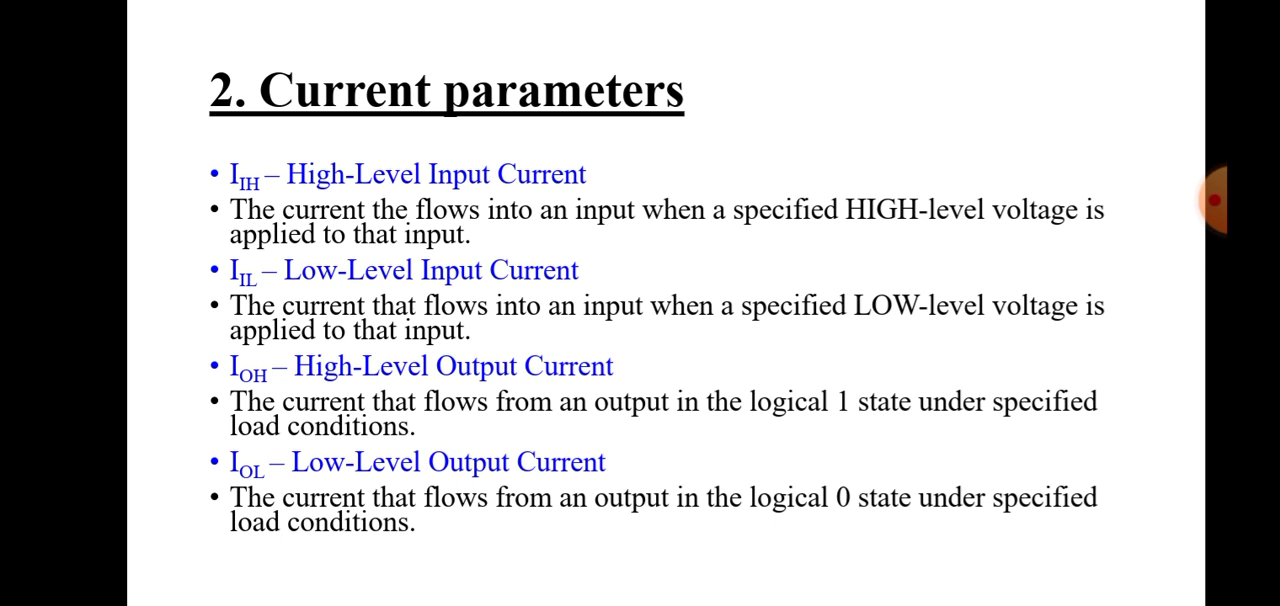 2. Current parameters
• IIH – High-Level Input Current
• The current the flows into an input when a specified HIGH-level voltage is
applied to that input.
• IIL – Low-Level Input Current
• The current that flows into an input when a specified LOW-level voltage is
applied to that input.
• IOH – High-Level Output Current
• The current that flows from an output in the logical 1 state under specified
load conditions.
• IOL – Low-Level Output Current
• The current that flows from an output in the logical 0 state under specified
load conditions.